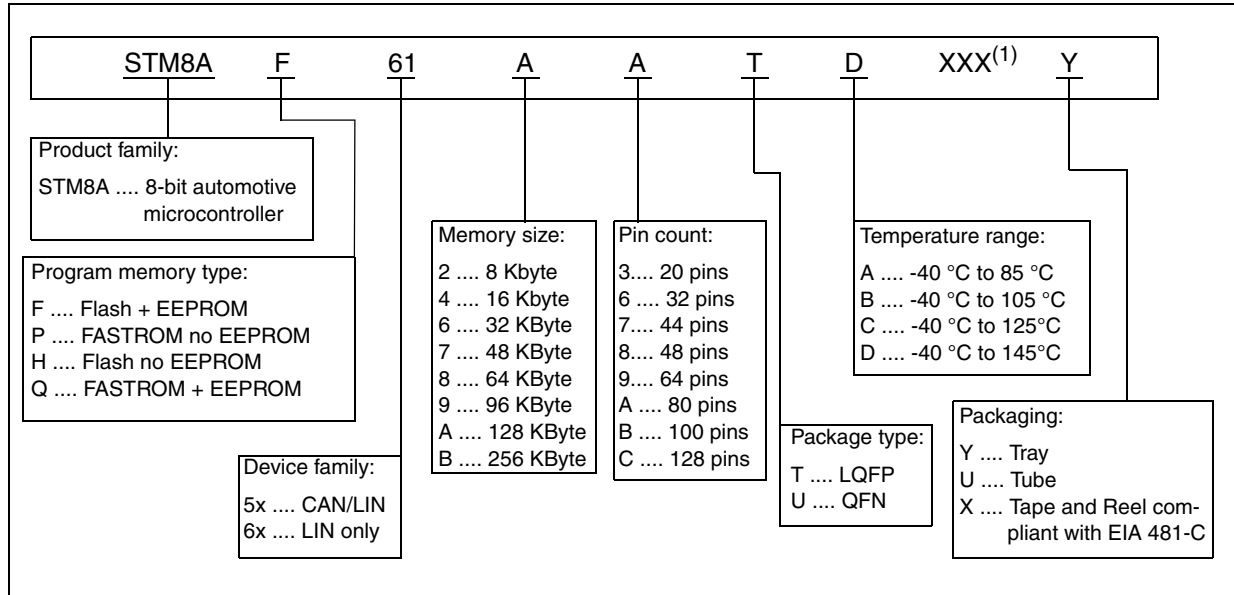 STM8A F 61 A A T D XXX(1) Y
Product family:
STM8A .... 8-bit automotive
microcontroller
Program memory type:
F .... Flash + EEPROM
P .... FASTROM no EEPROM
H .... Flash no EEPROM
Q .... FASTROM + EEPROM
Device family:
5x .... CAN/LIN
6x .... LIN only
Memory size:
2 .... 8 Kbyte
4 .... 16 Kbyte
6 .... 32 KByte
7 .... 48 KByte
8 .... 64 KByte
9 .... 96 KByte
A .... 128 KByte
B .... 256 KByte
Pin count:
3.... 20 pins
6 .... 32 pins
7.... 44 pins
8.... 48 pins
9.... 64 pins
A .... 80 pins
B .... 100 pins
C .... 128 pins
Package type:
T .... LQFP
U .... QFN
Temperature range:
A .... -40 °C to 85 °C
B .... -40 °C to 105 °C
C .... -40 °C to 125°C
D .... -40 °C to 145°C
Packaging:
Y .... Tray
U .... Tube
X .... Tape and Reel com-
pliant with EIA 481-C